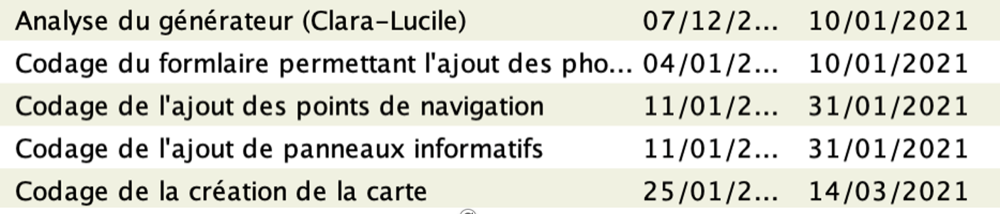 Analyse du générateur (Clara-Lucile) 07/12/2... 10/01/2021
Codage du formlaire permettant l'ajout des pho... 04/01/2... 10/01/2021
Codage de l'ajout des points de navigation 11/01/2... 31/01/2021
Codage de l'ajout de panneaux informatifs 11/01/2... 31/01/2021
Codage de la création de la carte 25/01/2... 14/03/2021